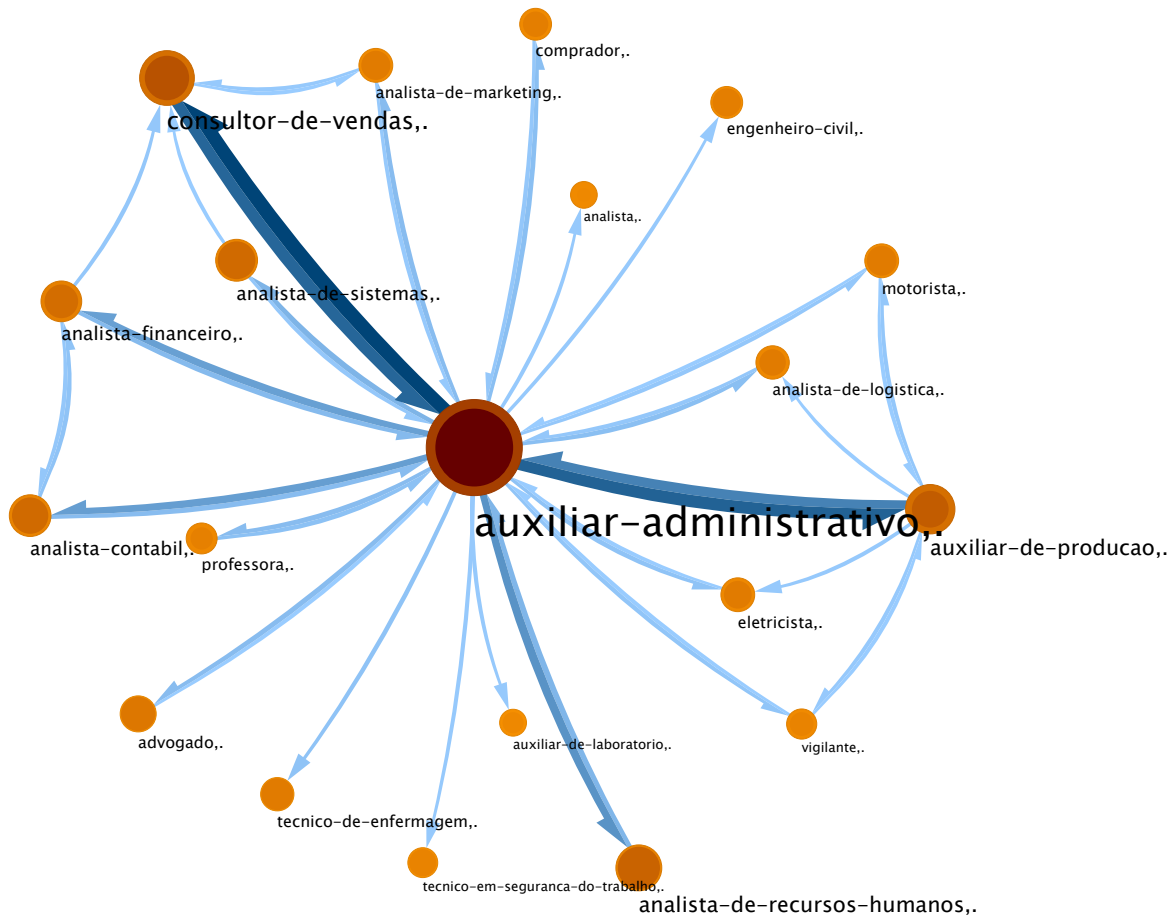 comprador,.
analista-de-marketing,.
consultor-de-vendas,.
engenheiro-civil,.
analista,.
motorista,.
analista-de-sistemas,.
analista-financeiro,.
analista-de-logistica,.
auxiliar-administrativo,.
analista-contabil,.
auxiliar-de-producao,.
professora,.
eletricista,.
advogado,.
auxiliar-de-laboratorio,.
vigilante,.
tecnico-de-enfermagem,.
tecnico-em-seguranca-do-trabalho,.
analista-de-recursos-humanos,.